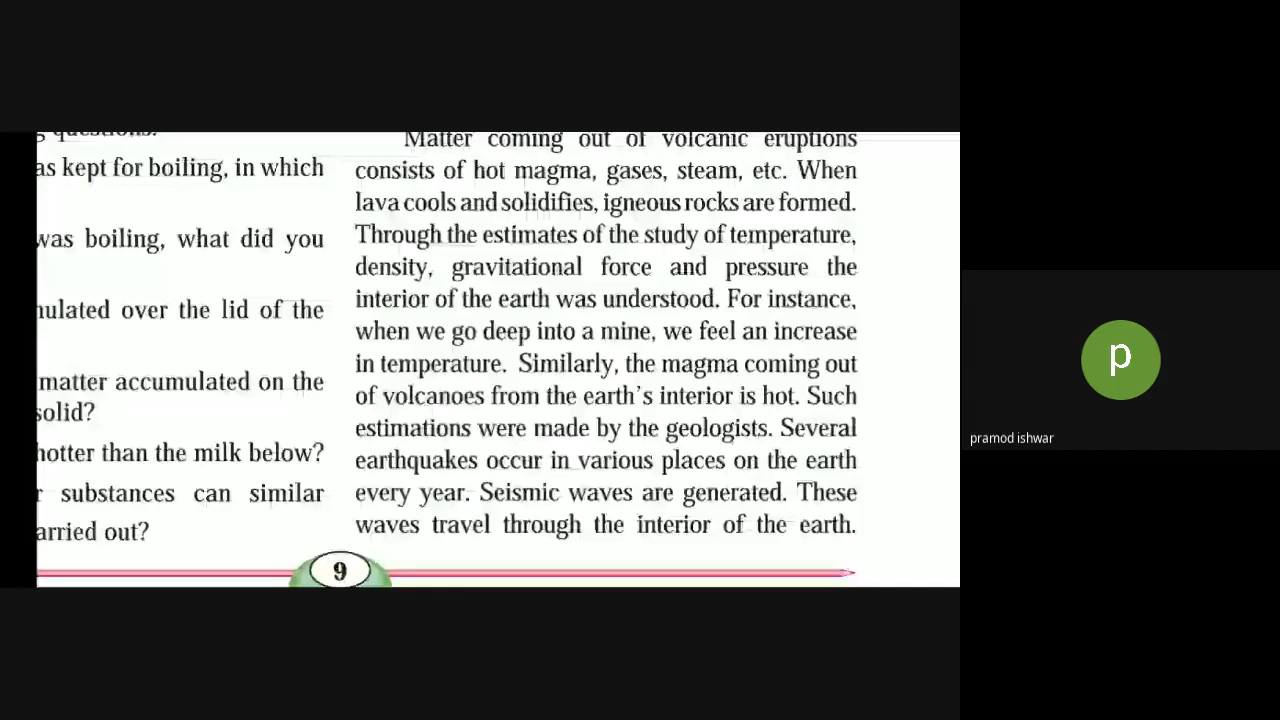 questions.
as kept for boiling, in which
was boiling, what did you
ulated over the lid of the
matter accumulated on the
solid?
hotter than the milk below?
substances can similar
arried out?
Matter coming out of volcanic eruptions
consists of hot magma, gases, steam, etc. When
lava cools and solidifies, igneous rocks are formed.
Through the estimates of the study of temperature,
density, gravitational force and pressure the
interior of the earth was understood. For instance,
when we go deep into a mine, we feel an increase
in temperature. Similarly, the magma coming out
of volcanoes from the earth's interior is hot. Such
estimations were made by the geologists. Several
earthquakes occur in various places on the earth
every year. Seismic waves are generated. These
waves travel through the interior of the earth.
9
p
pramod ishwar